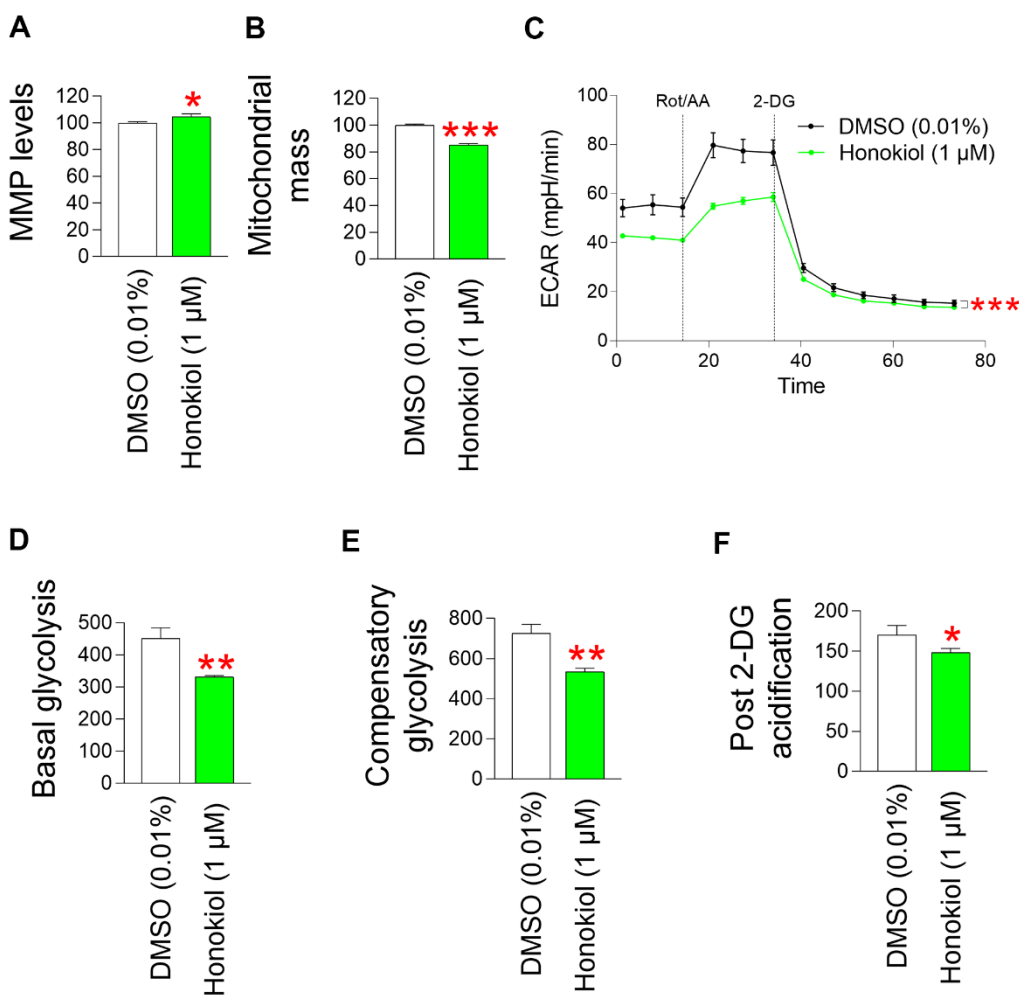 A
MMP levels
120
100
80
60
40
20
0
*
DMSO (0.01%)
Honokiol (1 µM)
B
Mitochondrial
mass
120
100
80
60
40
20
0
***
DMSO (0.01%)
Honokiol (1 µM)
C
ECAR (mpH/min)
100
80
60
40
20
0
Rot/AA
2-DG
DMSO (0.01%)
Honokiol (1 µM)
***
0 20 40 60 80
Time
D
Basal glycolysis
500
400
300
200
100
0
**
DMSO (0.01%)
Honokiol (1 µM)
E
Compensatory
glycolysis
800
600
400
200
0
**
DMSO (0.01%)
Honokiol (1 µM)
F
Post 2-DG
acidification
200
150
100
50
0
*
DMSO (0.01%)
Honokiol (1 µM)